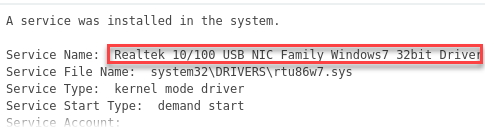 A service was installed in the system.
Service Name: Realtek 10/100 USB NIC Family Windows7 32bit Driver
Service File Name: system32\DRIVERS\rtu86w7.sys
Service Type: kernel mode driver
Service Start Type: demand start
Service Account: